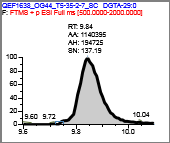 QEF1638_OG44_T5-35-2-7_SC DGTA-29:0
F: FTMS + p ESI Full ms [500.0000-2000.0000]
RT: 9.84
AA: 1140395
AH: 194725
SN: 137.19
100
80
60
40
20
0
9.60 9.72 10.04
9.6 9.8 10.0